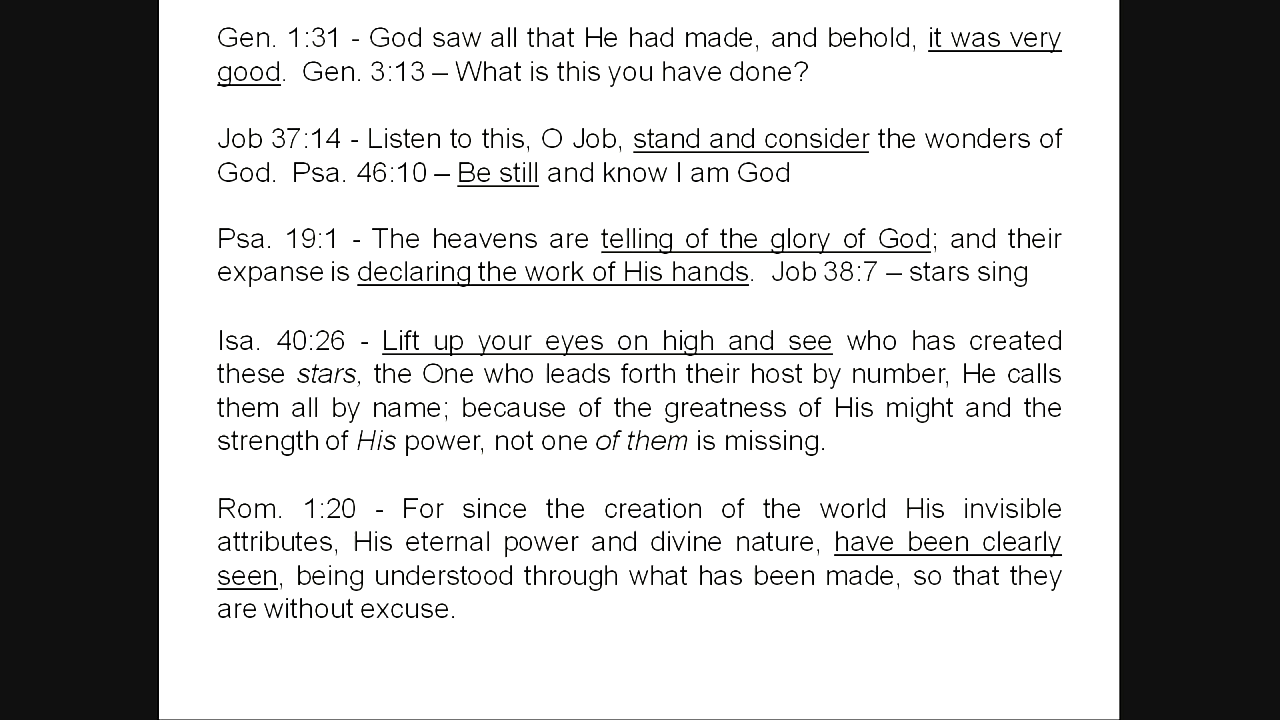 Gen. 1:31 - God saw all that He had made, and behold, it was very
good.  Gen. 3:13 – What is this you have done?
Job 37:14 - Listen to this, O Job, stand and consider the wonders of
God.  Psa. 46:10 – Be still and know I am God
Psa. 19:1 - The heavens are telling of the glory of God; and their
expanse is declaring the work of His hands.  Job 38:7 – stars sing
Isa. 40:26 - Lift up your eyes on high and see who has created
these stars, the One who leads forth their host by number, He calls
them all by name; because of the greatness of His might and the
strength of His power, not one of them is missing.
Rom. 1:20 - For since the creation of the world His invisible
attributes, His eternal power and divine nature, have been clearly
seen, being understood through what has been made, so that they
are without excuse.